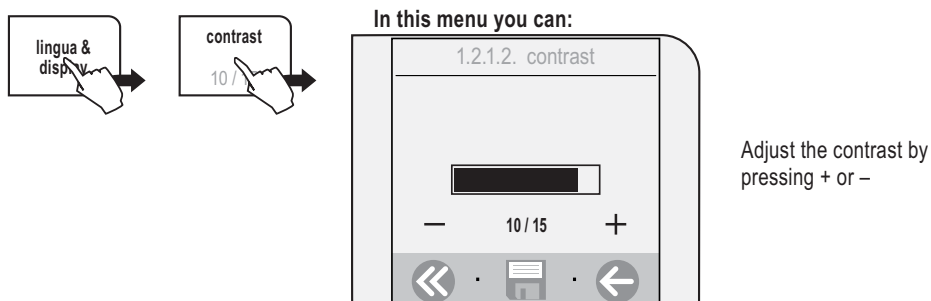 In this menu you can:
lingua &
display
contrast
10 /
1.2.1.2. contrast
Adjust the contrast by
pressing + or –
– 10 / 15 +